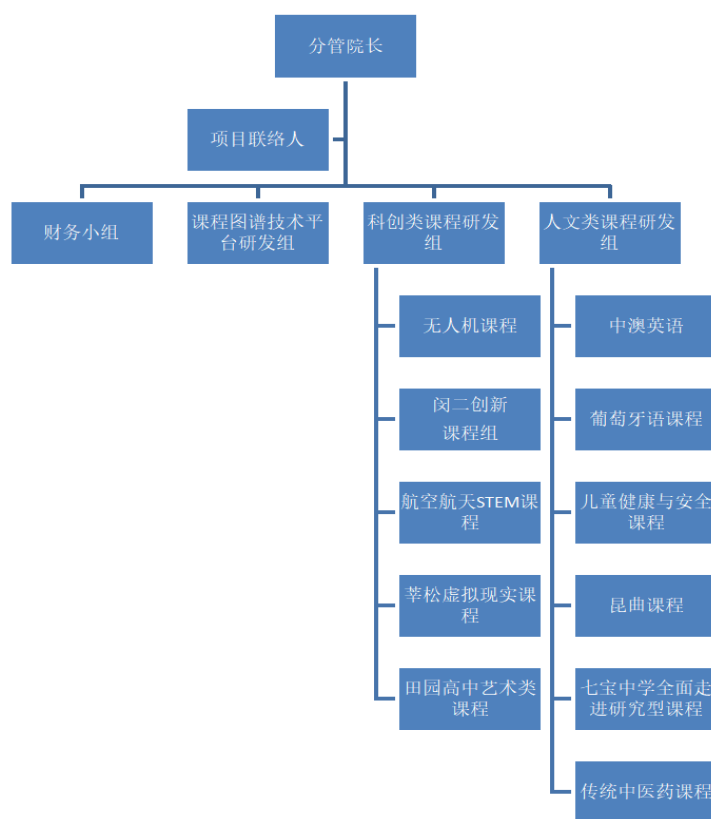 分管院长
项目联络人
财务小组
课程图谱技术平
台研发组
科创类课程研发
组
人文类课程研发
组
无人机课程
中澳英语
闵二创新
课程组
葡萄牙语课程
航空航天STEM课
程
儿童健康与安全
课程
莘松虚拟现实课
程
昆曲课程
田园高中艺术类
课程
七宝中学全面走
进研究型课程
传统中医药课程